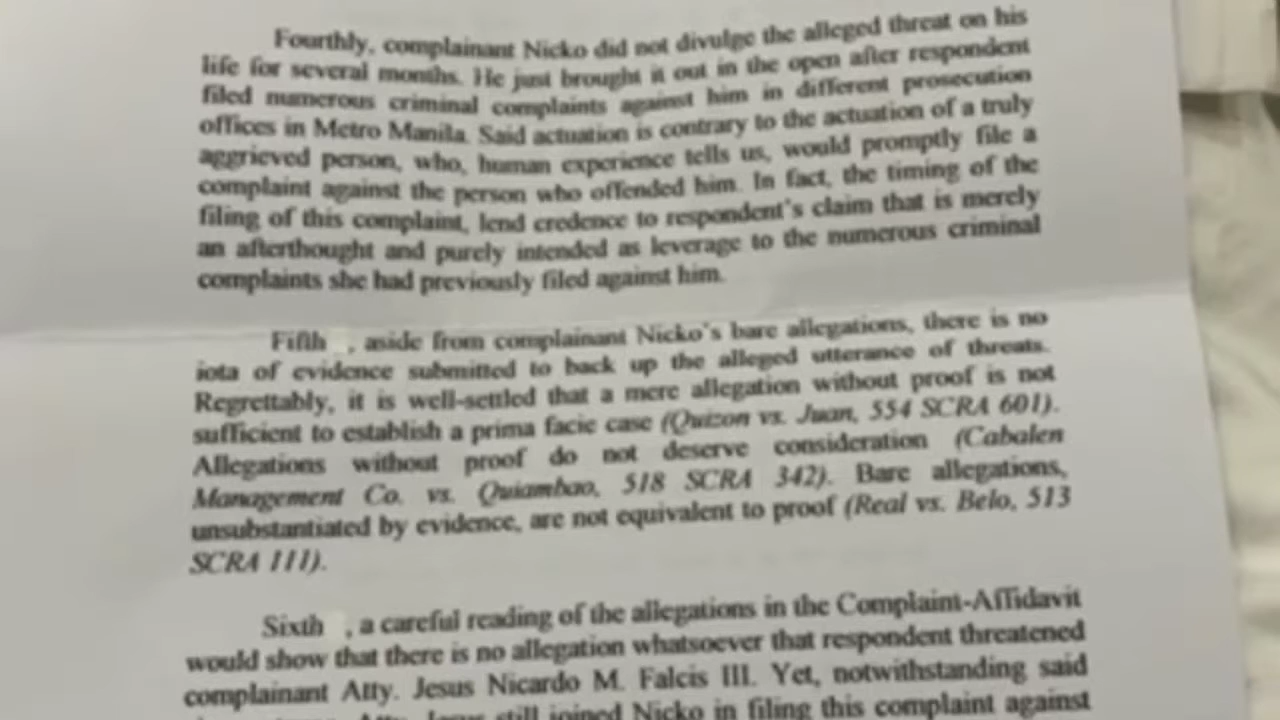 Fourthly, complainant Nicko did not divulge the alleged threat on his
life for several months. He just brought it out in the open after respondent
filed numerous criminal complaints against him in different prosecution
offices in Metro Manila. Said actuation is contrary to the actuation of a truly
aggrieved person, who, human experience tells us, would promptly file a
complaint against the person who offended him. In fact, the timing of the
filing of this complaint, lend credence to respondent's claim that is merely
an afterthought and purely intended as leverage to the numerous criminal
complaints she had previously filed against him.
Fifth , aside from complainant Nicko's bare allegations, there is no
iota of evidence submitted to back up the alleged utterance of threats.
Regrettably, it is well-settled that a mere allegation without proof is not
sufficient to establish a prima facie case (Quizon vs. Juan, 554 SCRA 601).
Allegations without proof do not deserve consideration (Cabalen
Management Co. vs. Quiambao, 518 SCRA 342). Bare allegations,
unsubstantiated by evidence, are not equivalent to proof (Real vs. Belo, 513
SCRA 111).
Sixth , a careful reading of the allegations in the Complaint-Affidavit
would show that there is no allegation whatsoever that respondent threatened
complainant Atty. Jesus Nicardo M. Falcis III. Yet, notwithstanding said
Atty. Jesus still joined Nicko in filing this complaint against